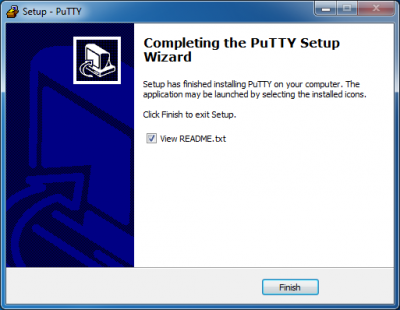 Setup - PuTTY
Completing the PuTTY Setup
Wizard
Setup has finished installing PuTTY on your computer. The
application may be launched by selecting the installed icons.
Click Finish to exit Setup.
View README.txt
Finish